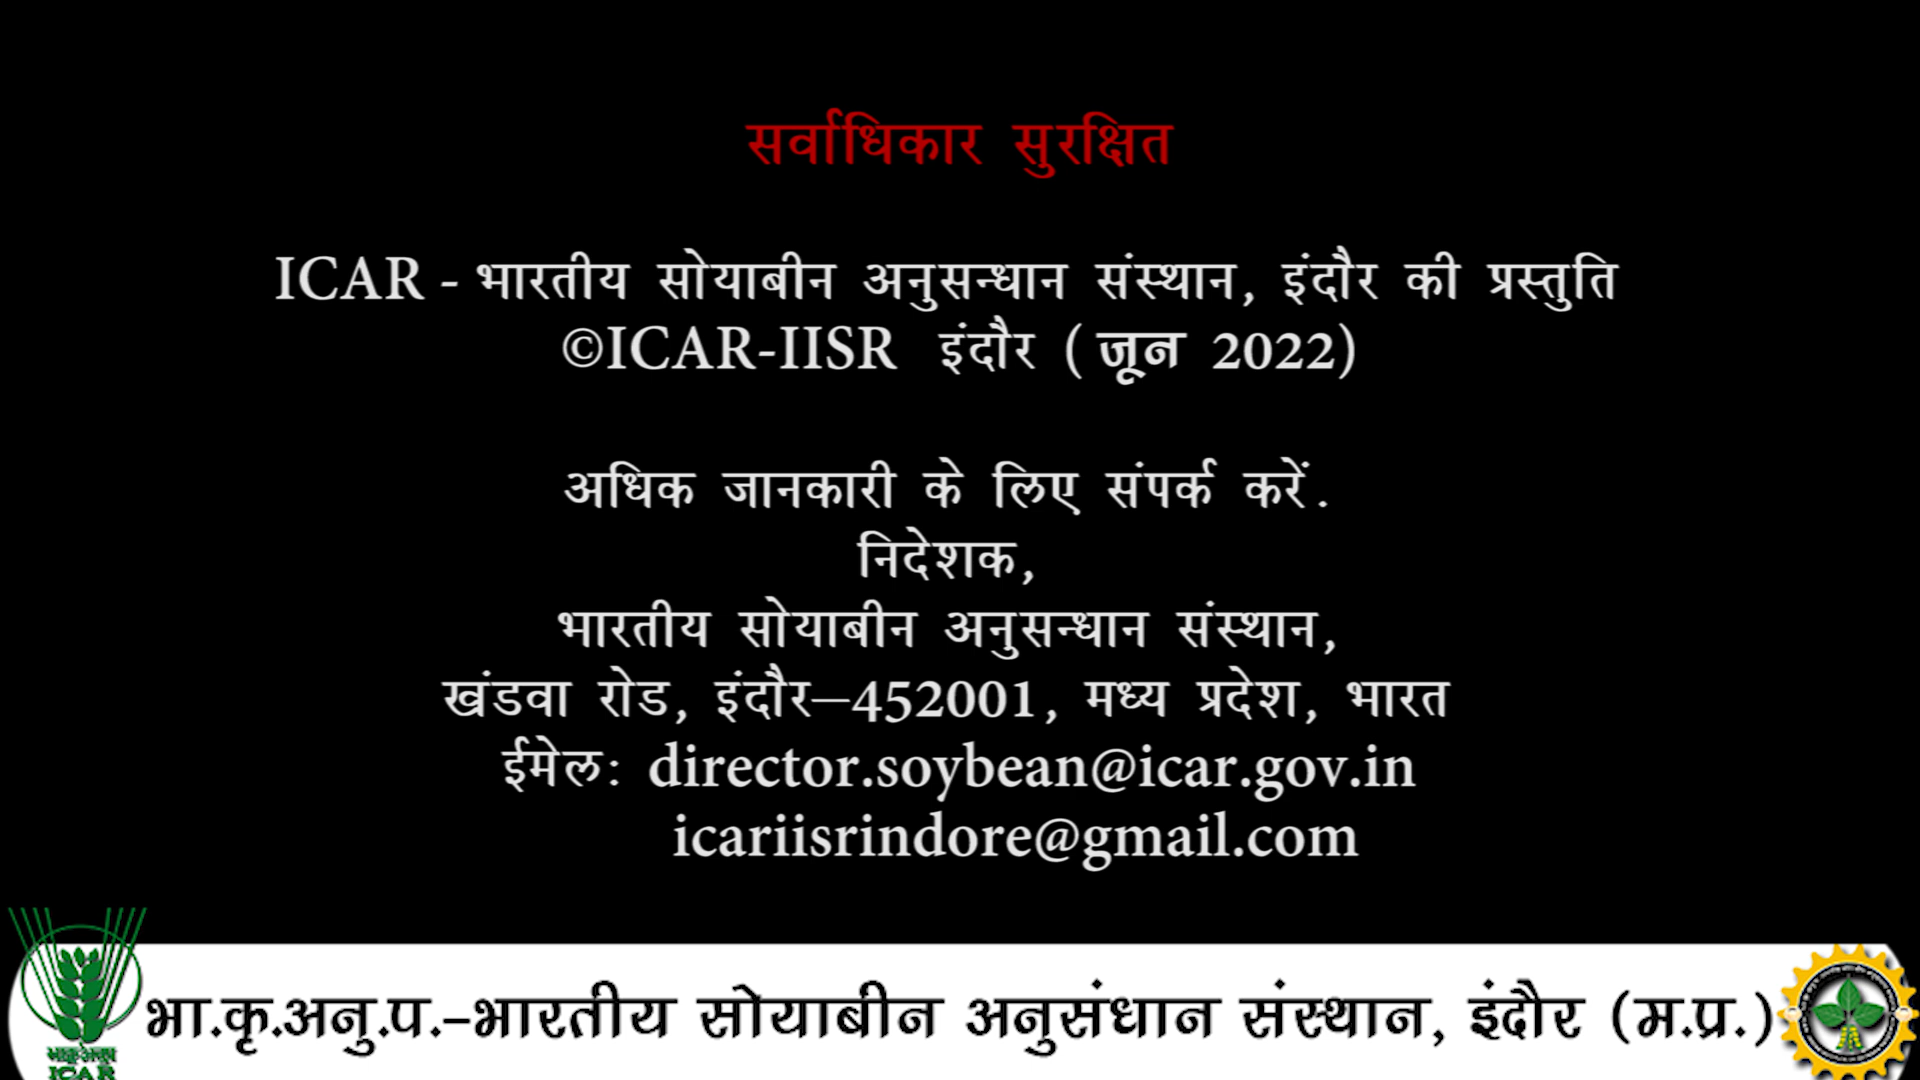 सर्वाधिकार सुरक्षित
ICAR - भारतीय सोयाबीन अनुसन्धान संस्थान, इंदौर की प्रस्तुति
©ICAR-IISR इंदौर ( जून 2022)
अधिक जानकारी के लिए संपर्क करें.
निदेशक,
भारतीय सोयाबीन अनुसन्धान संस्थान,
खंडवा रोड, इंदौर–452001, मध्य प्रदेश, भारत
ईमेलः director.soybean@icar.gov.in
icariisrindore@gmail.com
भा.कृ.अनु.प.-भारतीय सोयाबीन अनुसंधान संस्थान, इंदौर (म.प्र.)
भाकृअनुप
ICAR